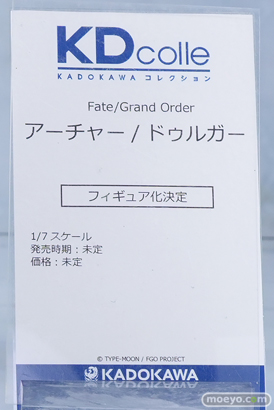 KDcolle
KADOKAWA コレクション
Fate/Grand Order
アーチャー / ドゥルガー
フィギュア化決定
1/7 スケール
発売時期：未定
価格：未定
© TYPE-MOON / FGO PROJECT
KADOKAWA
moeyo.com